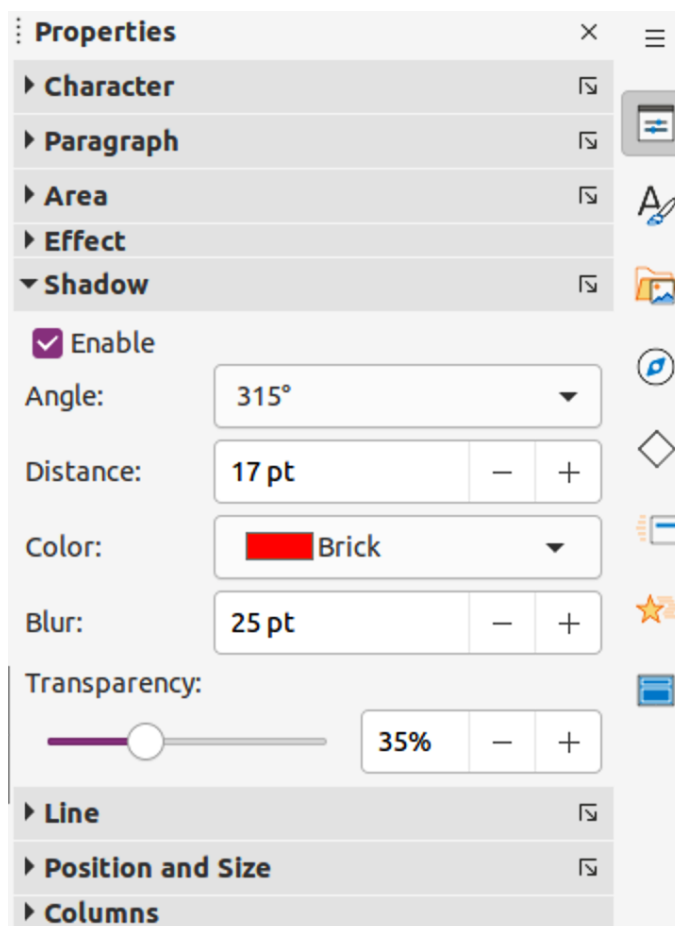 Properties
Character
Paragraph
Area
Effect
Shadow
Enable
Angle: 315°
Distance: 17 pt
Color: Brick
Blur: 25 pt
Transparency:
35%
Line
Position and Size
Columns